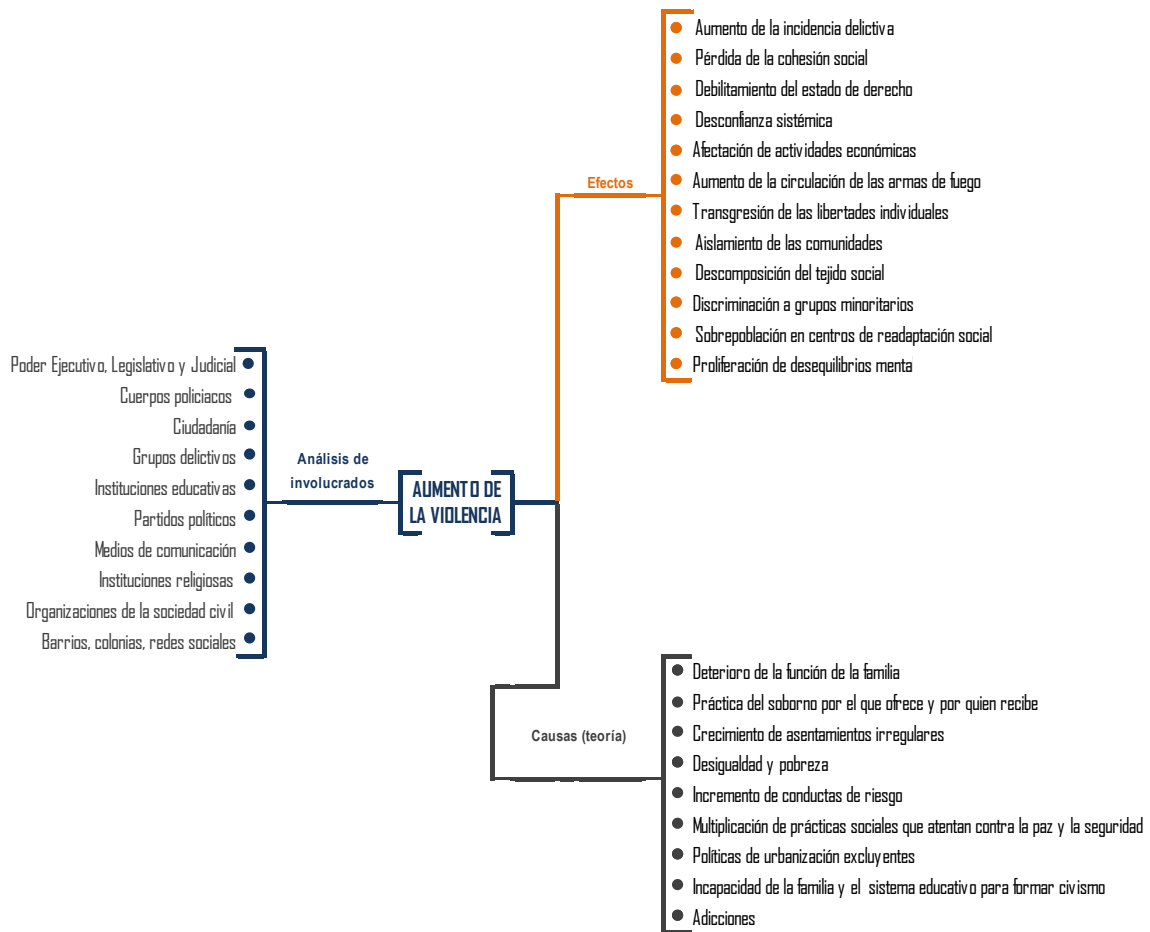 Aumento de la incidencia delictiva
Pérdida de la cohesión social
Debilitamiento del estado de derecho
Desconfianza sistémica
Afectación de actividades económicas
Efectos
Aumento de la circulación de las armas de fuego
Transgresión de las libertades individuales
Aislamiento de las comunidades
Descomposición del tejido social
Discriminación a grupos minoritarios
Sobrepoblación en centros de readaptación social
Proliferación de desequilibrios menta
Poder Ejecutivo, Legislativo y Judicial
Cuerpos policiacos
Ciudadanía
Grupos delictivos
Instituciones educativas
Partidos políticos
Medios de comunicación
Instituciones religiosas
Organizaciones de la sociedad civil
Barrios, colonias, redes sociales
Análisis de
involucrados
AUMENTO DE
LA VIOLENCIA
Causas (teoría)
Deterioro de la función de la familia
Práctica del soborno por el que ofrece y por quien recibe
Crecimiento de asentamientos irregulares
Desigualdad y pobreza
Incremento de conductas de riesgo
Multiplicación de prácticas sociales que atentan contra la paz y la seguridad
Políticas de urbanización excluyentes
Incapacidad de la familia y el sistema educativo para formar civismo
Adicciones